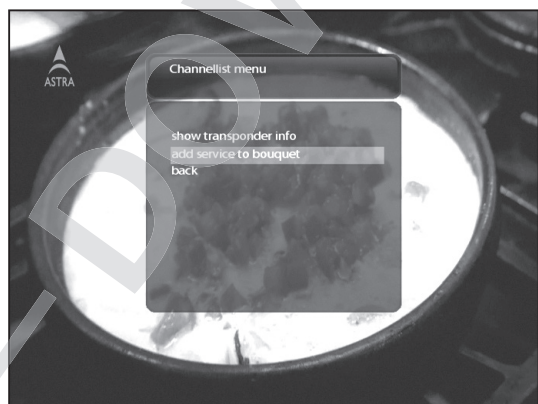 ASTRA
Channellist menu
show transponder info
add service to bouquet
back